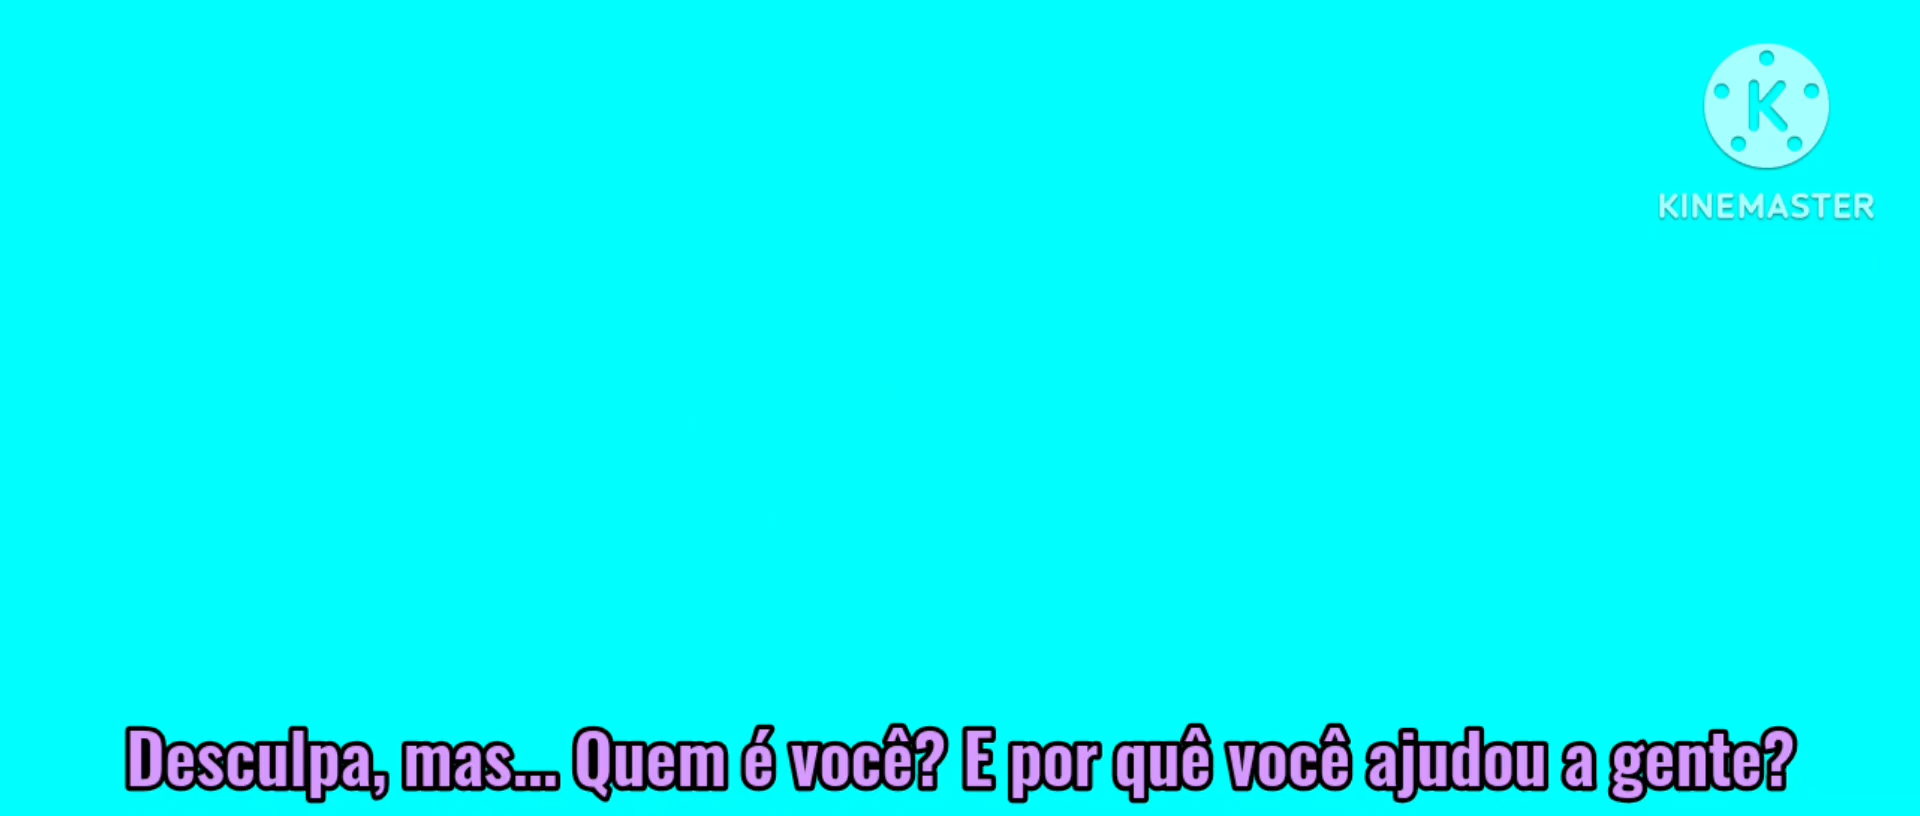 K
KINEMASTER
Desculpa, mas... Quem é você? E por quê você ajudou a gente?